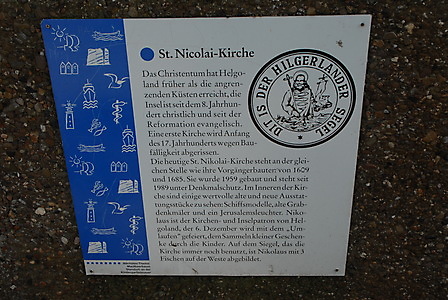 St. Nicolai-Kirche
Das Christentum hat Helgo-
land früher als die angren-
zenden Küsten erreicht, die
Insel ist seit dem 8. Jahrhun-
dert christlich und seit der
Reformation evangelisch.
Eine erste Kirche wird Anfang
des 17. Jahrhunderts wegen Bau-
fälligkeit abgerissen.
Die heutige St. Nikolai-Kirche steht an der glei-
chen Stelle wie ihre Vorgängerbauten von 1609
und 1685. Sie wurde 1959 gebaut und steht seit
1989 unter Denkmalschutz. Im Inneren der Kir-
che sind einige wertvolle alte und neue Ausstat-
tungsstücke zu sehen: Schiffsmodelle, alte Grab-
denkmäler und ein Jerusalemsleuchter. Niko-
laus ist der Kirchen- und Inselpatron von Hel-
goland, der 6. Dezember wird mit dem „Um-
laufen" gefeiert, dem Sammeln kleiner Geschen-
ke durch die Kinder. Auf dem Siegel, das die
Kirche immer noch benutzt, ist Nikolaus mit 3
Fischen auf der Weste abgebildet.
DIT IS DER HILGERLANDER SIEGEL